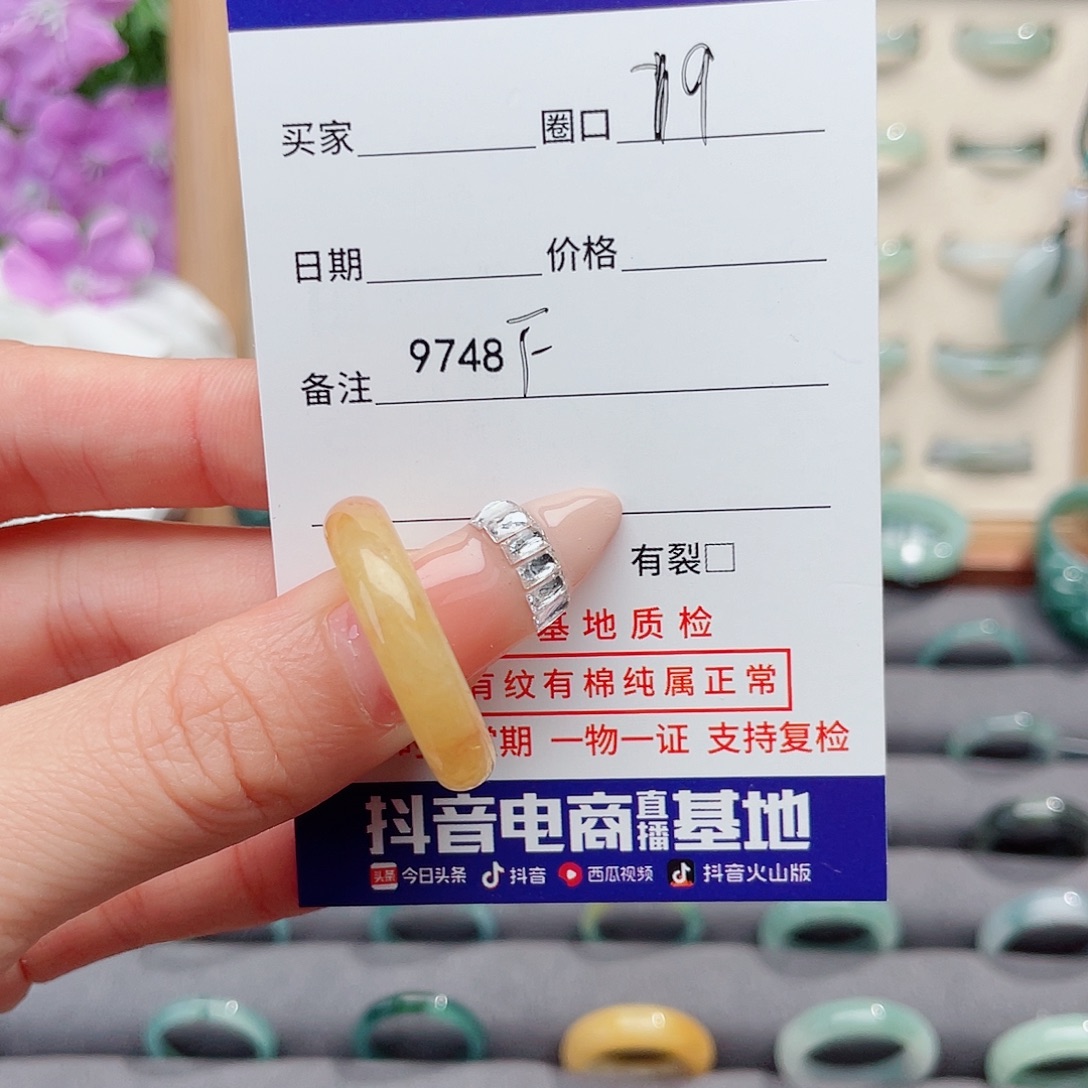 买家 圈口 19
日期 价格
备注 9748
有裂□
基地质检
有纹有棉纯属正常
期 一物一证 支持复检
抖音电商直播基地
头条 今日头条 抖音 西瓜视频 抖音火山版